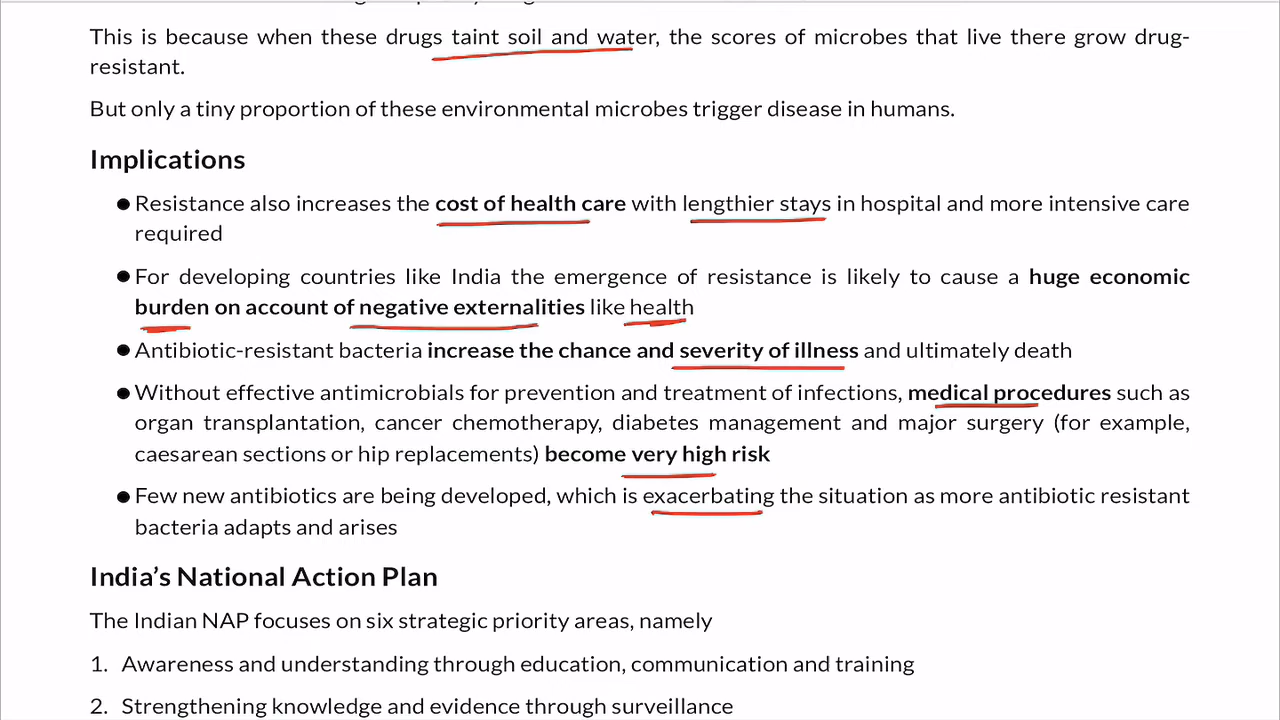 This is because when these drugs taint soil and water, the scores of microbes that live there grow drug-
resistant.
But only a tiny proportion of these environmental microbes trigger disease in humans.
Implications
● Resistance also increases the cost of health care with lengthier stays in hospital and more intensive care
required
● For developing countries like India the emergence of resistance is likely to cause a huge economic
burden on account of negative externalities like health
● Antibiotic-resistant bacteria increase the chance and severity of illness and ultimately death
● Without effective antimicrobials for prevention and treatment of infections, medical procedures such as
organ transplantation, cancer chemotherapy, diabetes management and major surgery (for example,
caesarean sections or hip replacements) become very high risk
● Few new antibiotics are being developed, which is exacerbating the situation as more antibiotic resistant
bacteria adapts and arises
India’s National Action Plan
The Indian NAP focuses on six strategic priority areas, namely
1. Awareness and understanding through education, communication and training
2. Strengthening knowledge and evidence through surveillance